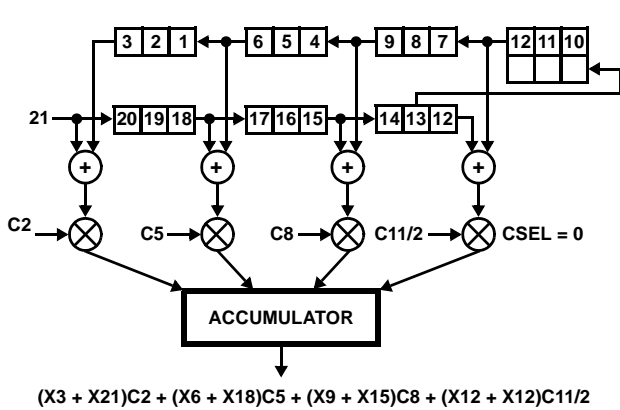 3 2 1 6 5 4 9 8 7 12 11 10
21 20 19 18 17 16 15 14 13 12
+ + + +
C2 C5 C8 C11/2 CSEL = 0
ACCUMULATOR
(X3 + X21)C2 + (X6 + X18)C5 + (X9 + X15)C8 + (X12 + X12)C11/2